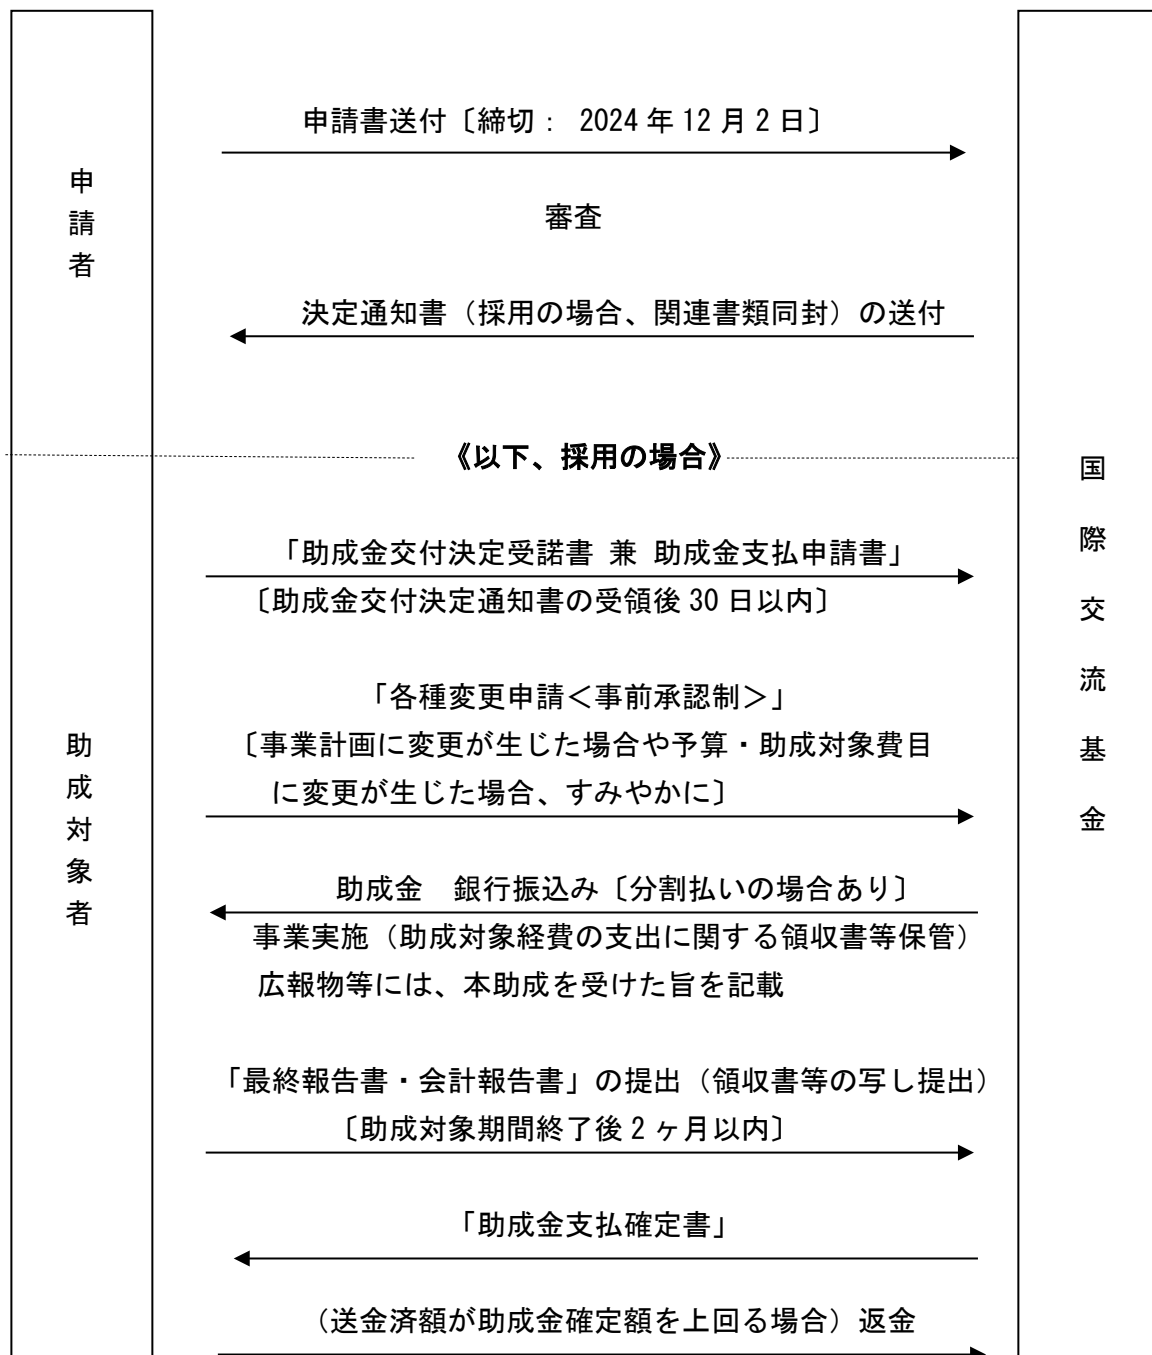 申請者
申請書送付〔締切： 2024年12月2日〕
審査
決定通知書（採用の場合、関連書類同封）の送付
《以下、採用の場合》
国際交流基金
「助成金交付決定受諾書 兼 助成金支払申請書」
〔助成金交付決定通知書の受領後30日以内〕
助成対象者
「各種変更申請＜事前承認制＞」
〔事業計画に変更が生じた場合や予算・助成対象費目
に変更が生じた場合、すみやかに〕
助成金　銀行振込み〔分割払いの場合あり〕
事業実施（助成対象経費の支出に関する領収書等保管）
広報物等には、本助成を受けた旨を記載
「最終報告書・会計報告書」の提出（領収書等の写し提出）
〔助成対象期間終了後2ヶ月以内〕
「助成金支払確定書」
（送金済額が助成金確定額を上回る場合）返金